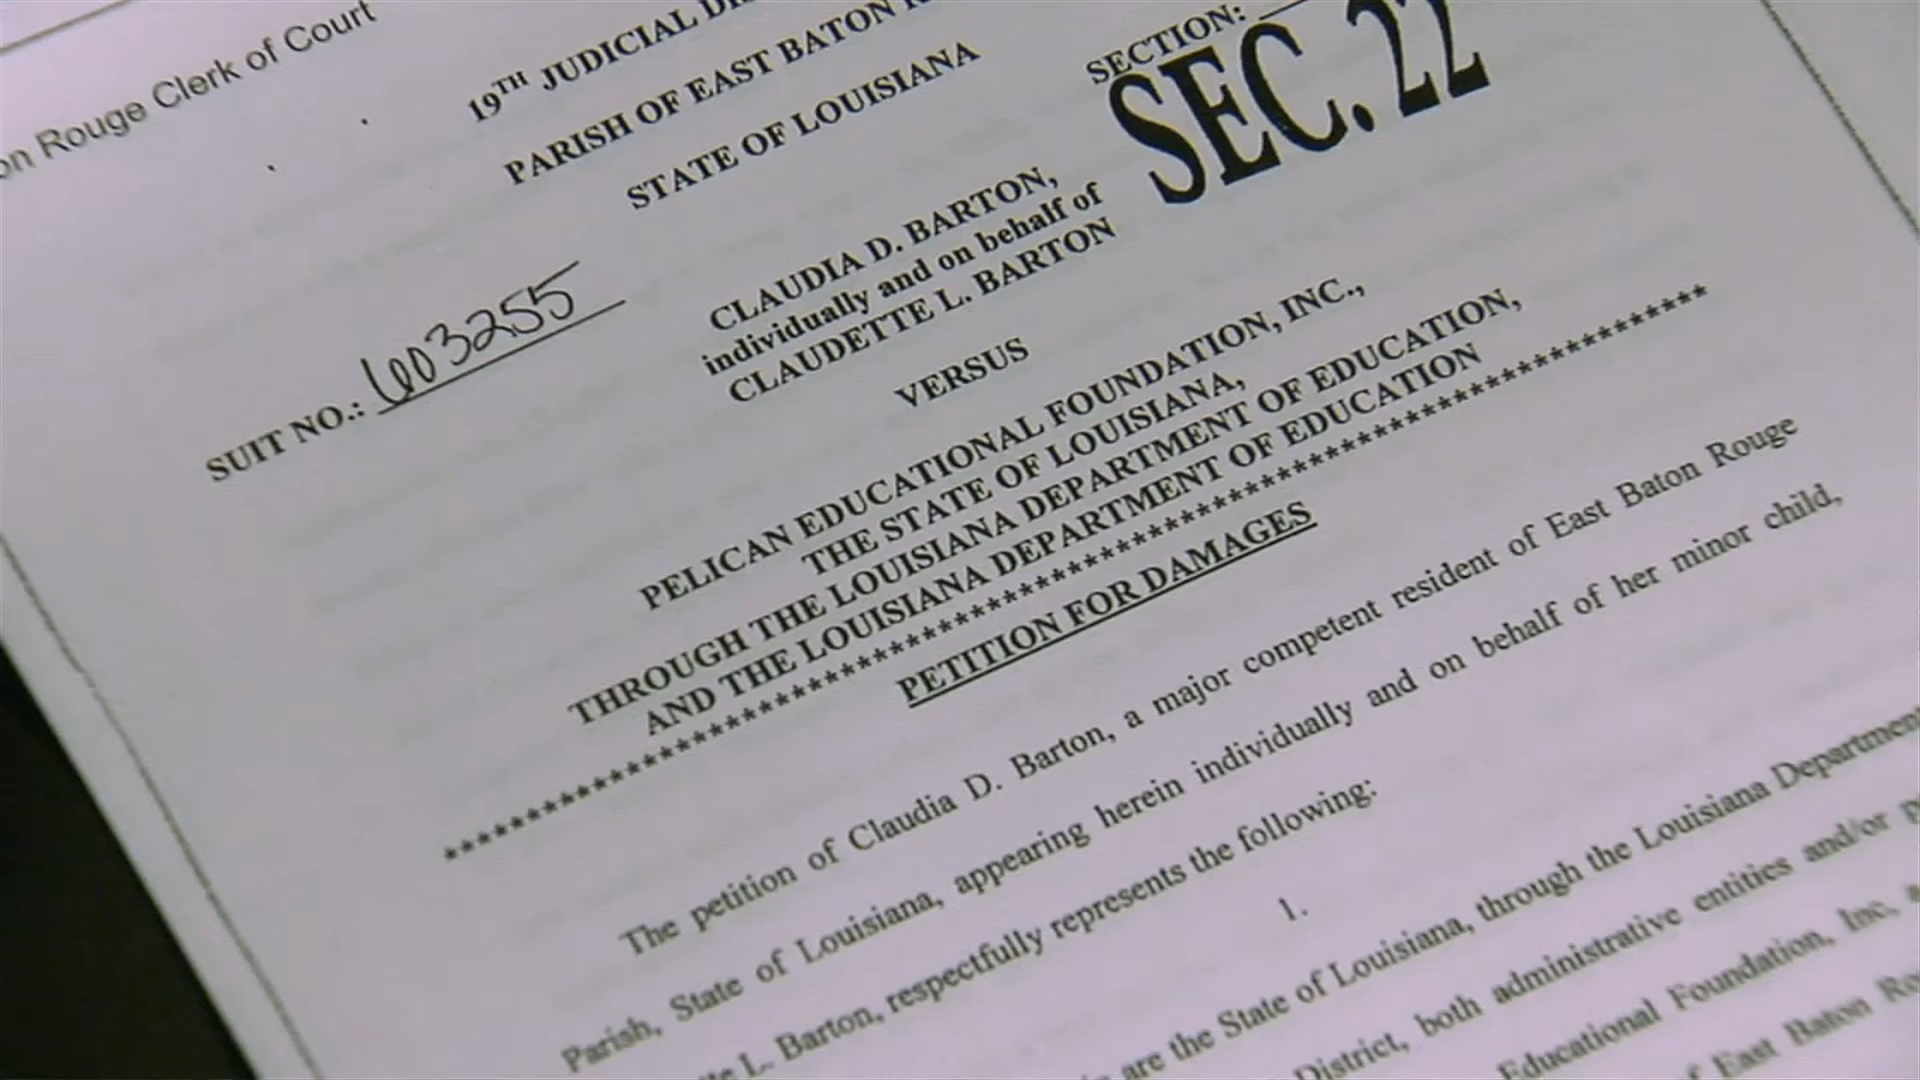 on Rouge Clerk of Court
19TH JUDICIAL
PARISH OF EAST BATON
STATE OF LOUISIANA
SECTION:
SEC. 22
SUIT NO.: 603255
CLAUDIA D. BARTON,
individually and on behalf of
CLAUDETTE L. BARTON
VERSUS
PELICAN EDUCATIONAL FOUNDATION, INC.,
THE STATE OF LOUISIANA,
THROUGH THE LOUISIANA DEPARTMENT OF EDUCATION,
AND THE LOUISIANA DEPARTMENT OF EDUCATION
PETITION FOR DAMAGES
The petition of Claudia D. Barton, a major competent resident of East Baton Rouge
Parish, State of Louisiana, appearing herein individually and on behalf of her minor child,
L. Barton, respectfully represents the following:
1.
are the State of Louisiana, through the Louisiana Department
District, both administrative entities and/or
Educational Foundation, Inc,
East Baton